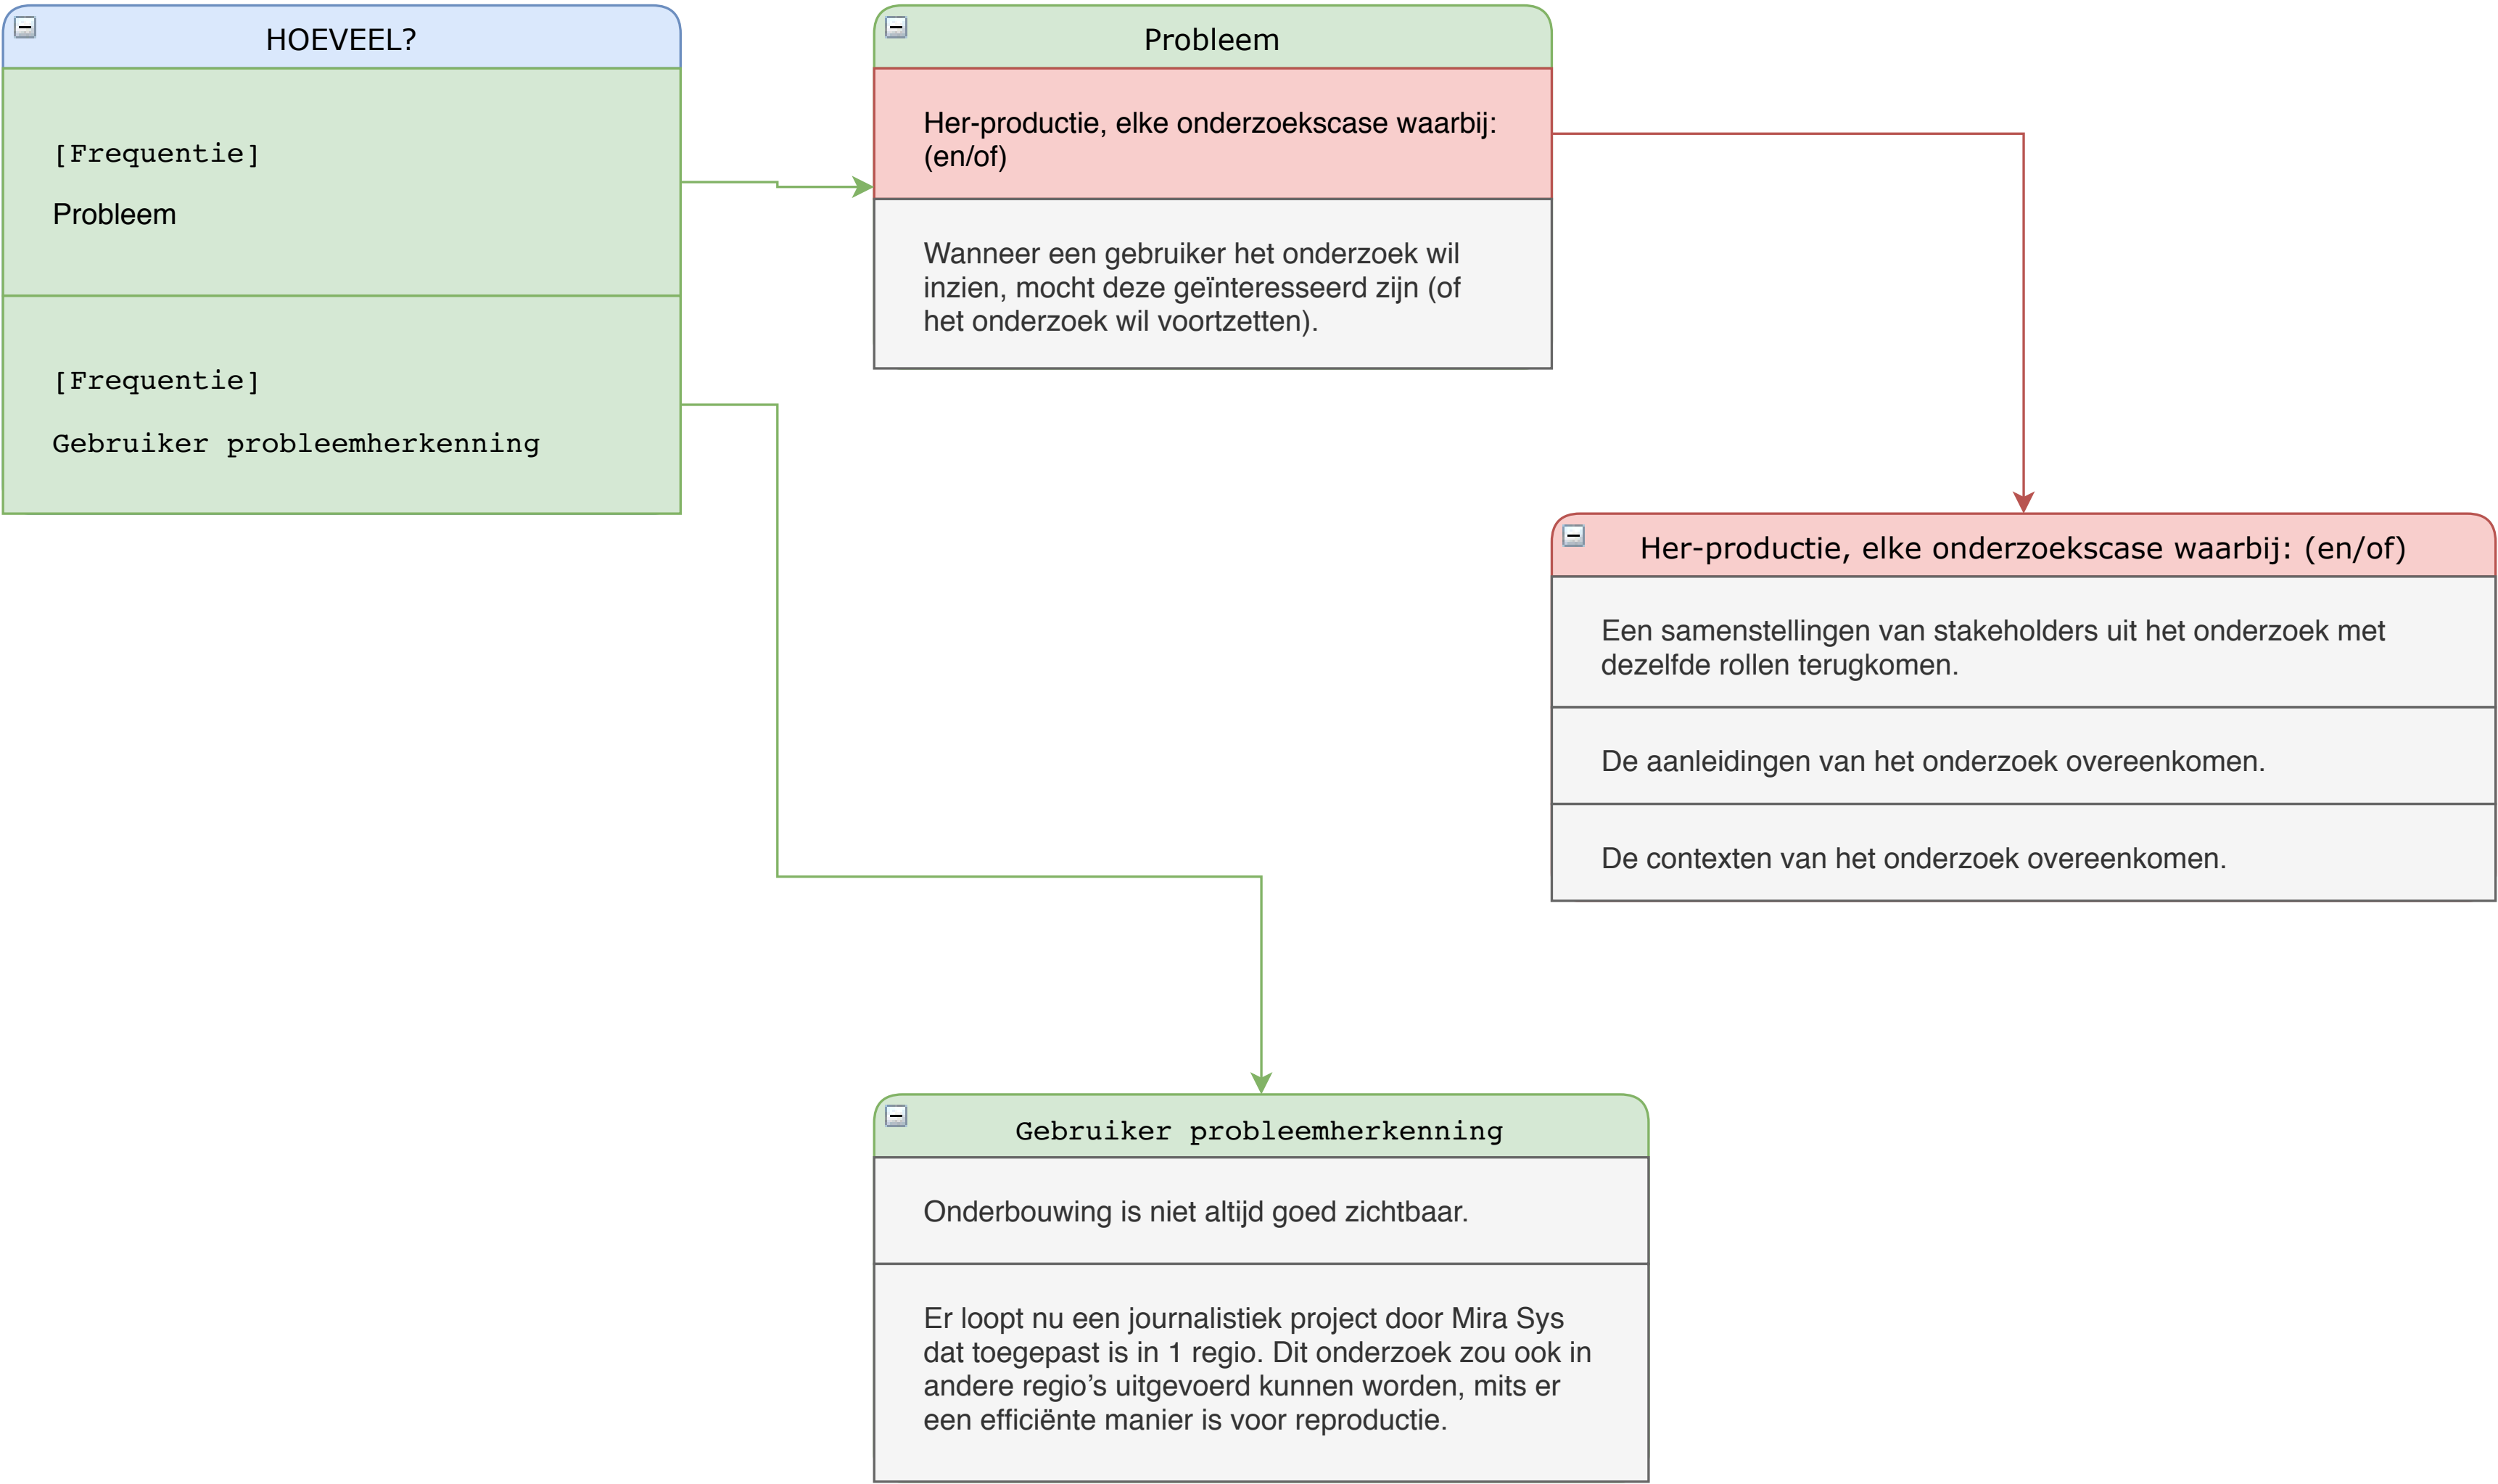 HOEVEEL?
[Frequentie]
Probleem
[Frequentie]
Gebruiker probleemherkenning
Probleem
Her-productie, elke onderzoekscase waarbij:
(en/of)
Wanneer een gebruiker het onderzoek wil
inzien, mocht deze geïnteresseerd zijn (of
het onderzoek wil voortzetten).
Her-productie, elke onderzoekscase waarbij: (en/of)
Een samenstellingen van stakeholders uit het onderzoek met
dezelfde rollen terugkomen.
De aanleidingen van het onderzoek overeenkomen.
De contexten van het onderzoek overeenkomen.
Gebruiker probleemherkenning
Onderbouwing is niet altijd goed zichtbaar.
Er loopt nu een journalistiek project door Mira Sys
dat toegepast is in 1 regio. Dit onderzoek zou ook in
andere regio’s uitgevoerd kunnen worden, mits er
een efficiënte manier is voor reproductie.